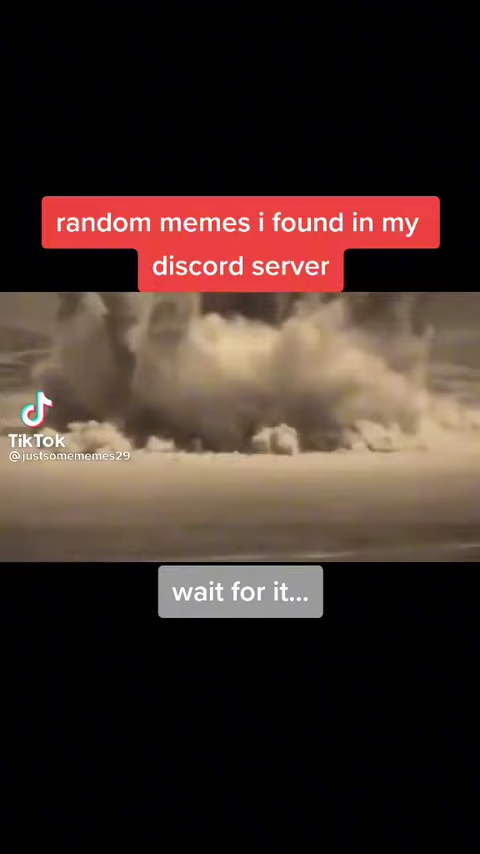 random memes i found in my
discord server
TikTok
@justsomememes29
wait for it...